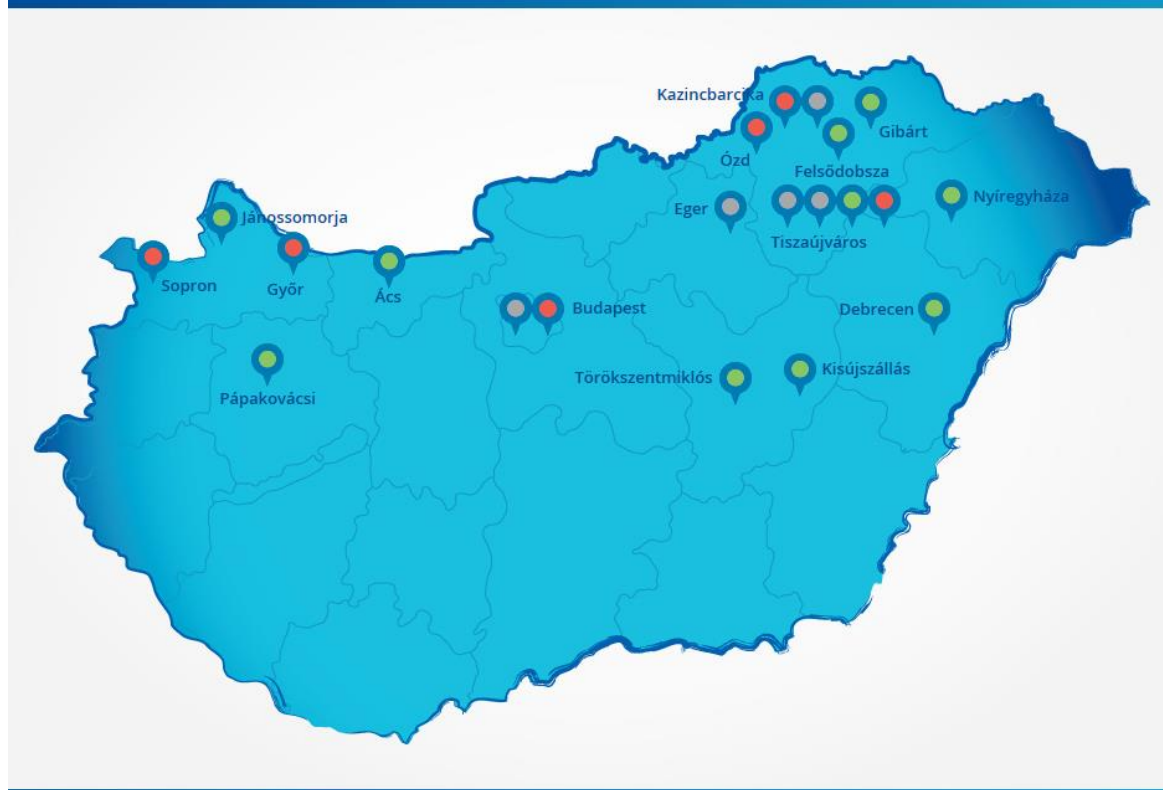 Kazincbarcika
Gibárt
Ózd
Felsődobsza
Eger
Nyíregyháza
Jánossomorja
Tiszaújváros
Sopron
Győr
Ács
Budapest
Debrecen
Törökszentmiklós
Kisújszállás
Pápakovácsi